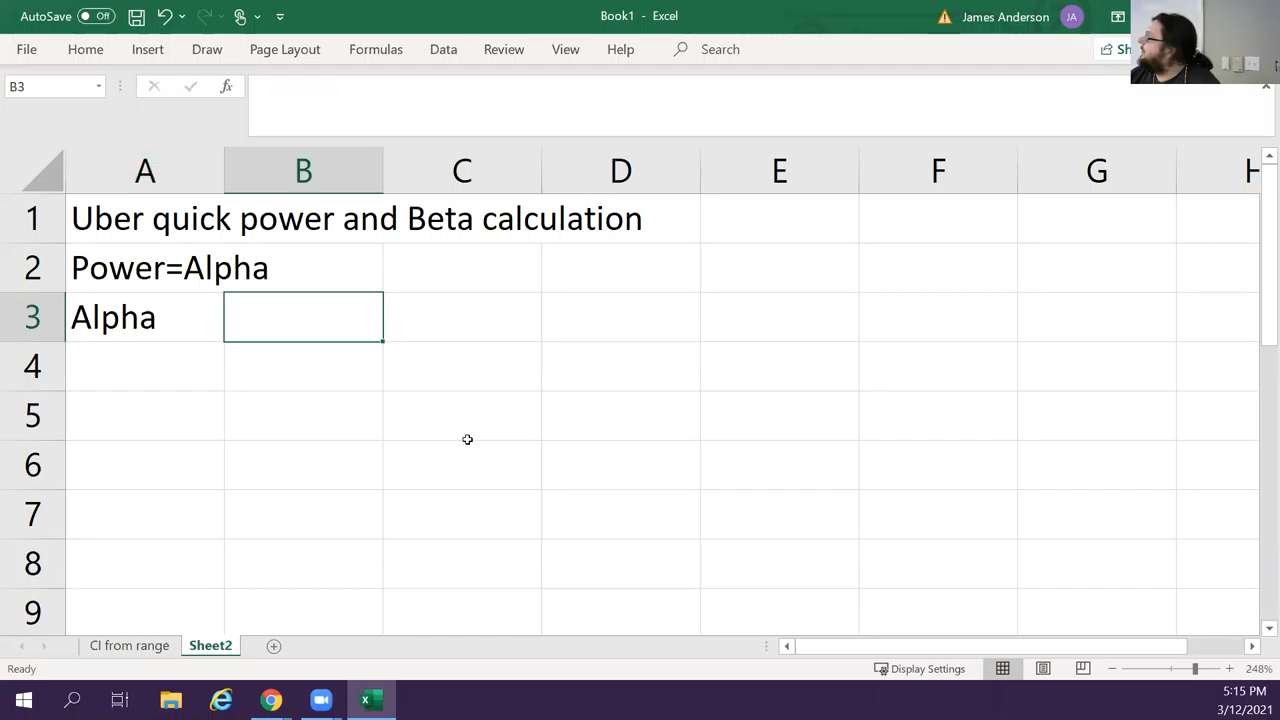 AutoSave Off Book1 - Excel James Anderson JA
File Home Insert Draw Page Layout Formulas Data Review View Help Search Sh
B3 fx
A B C D E F G H
1 Uber quick power and Beta calculation
2 Power=Alpha
3 Alpha
4
5
6
7
8
9
CI from range Sheet2
Ready Display Settings 248%
5:15 PM
3/12/2021